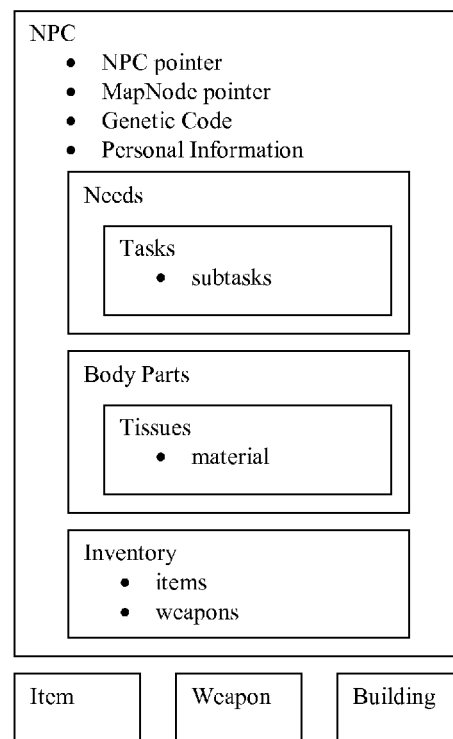 NPC
• NPC pointer
• MapNode pointer
• Genetic Code
• Personal Information
Needs
Tasks
• subtasks
Body Parts
Tissues
• material
Inventory
• items
• weapons
Item
Weapon
Building